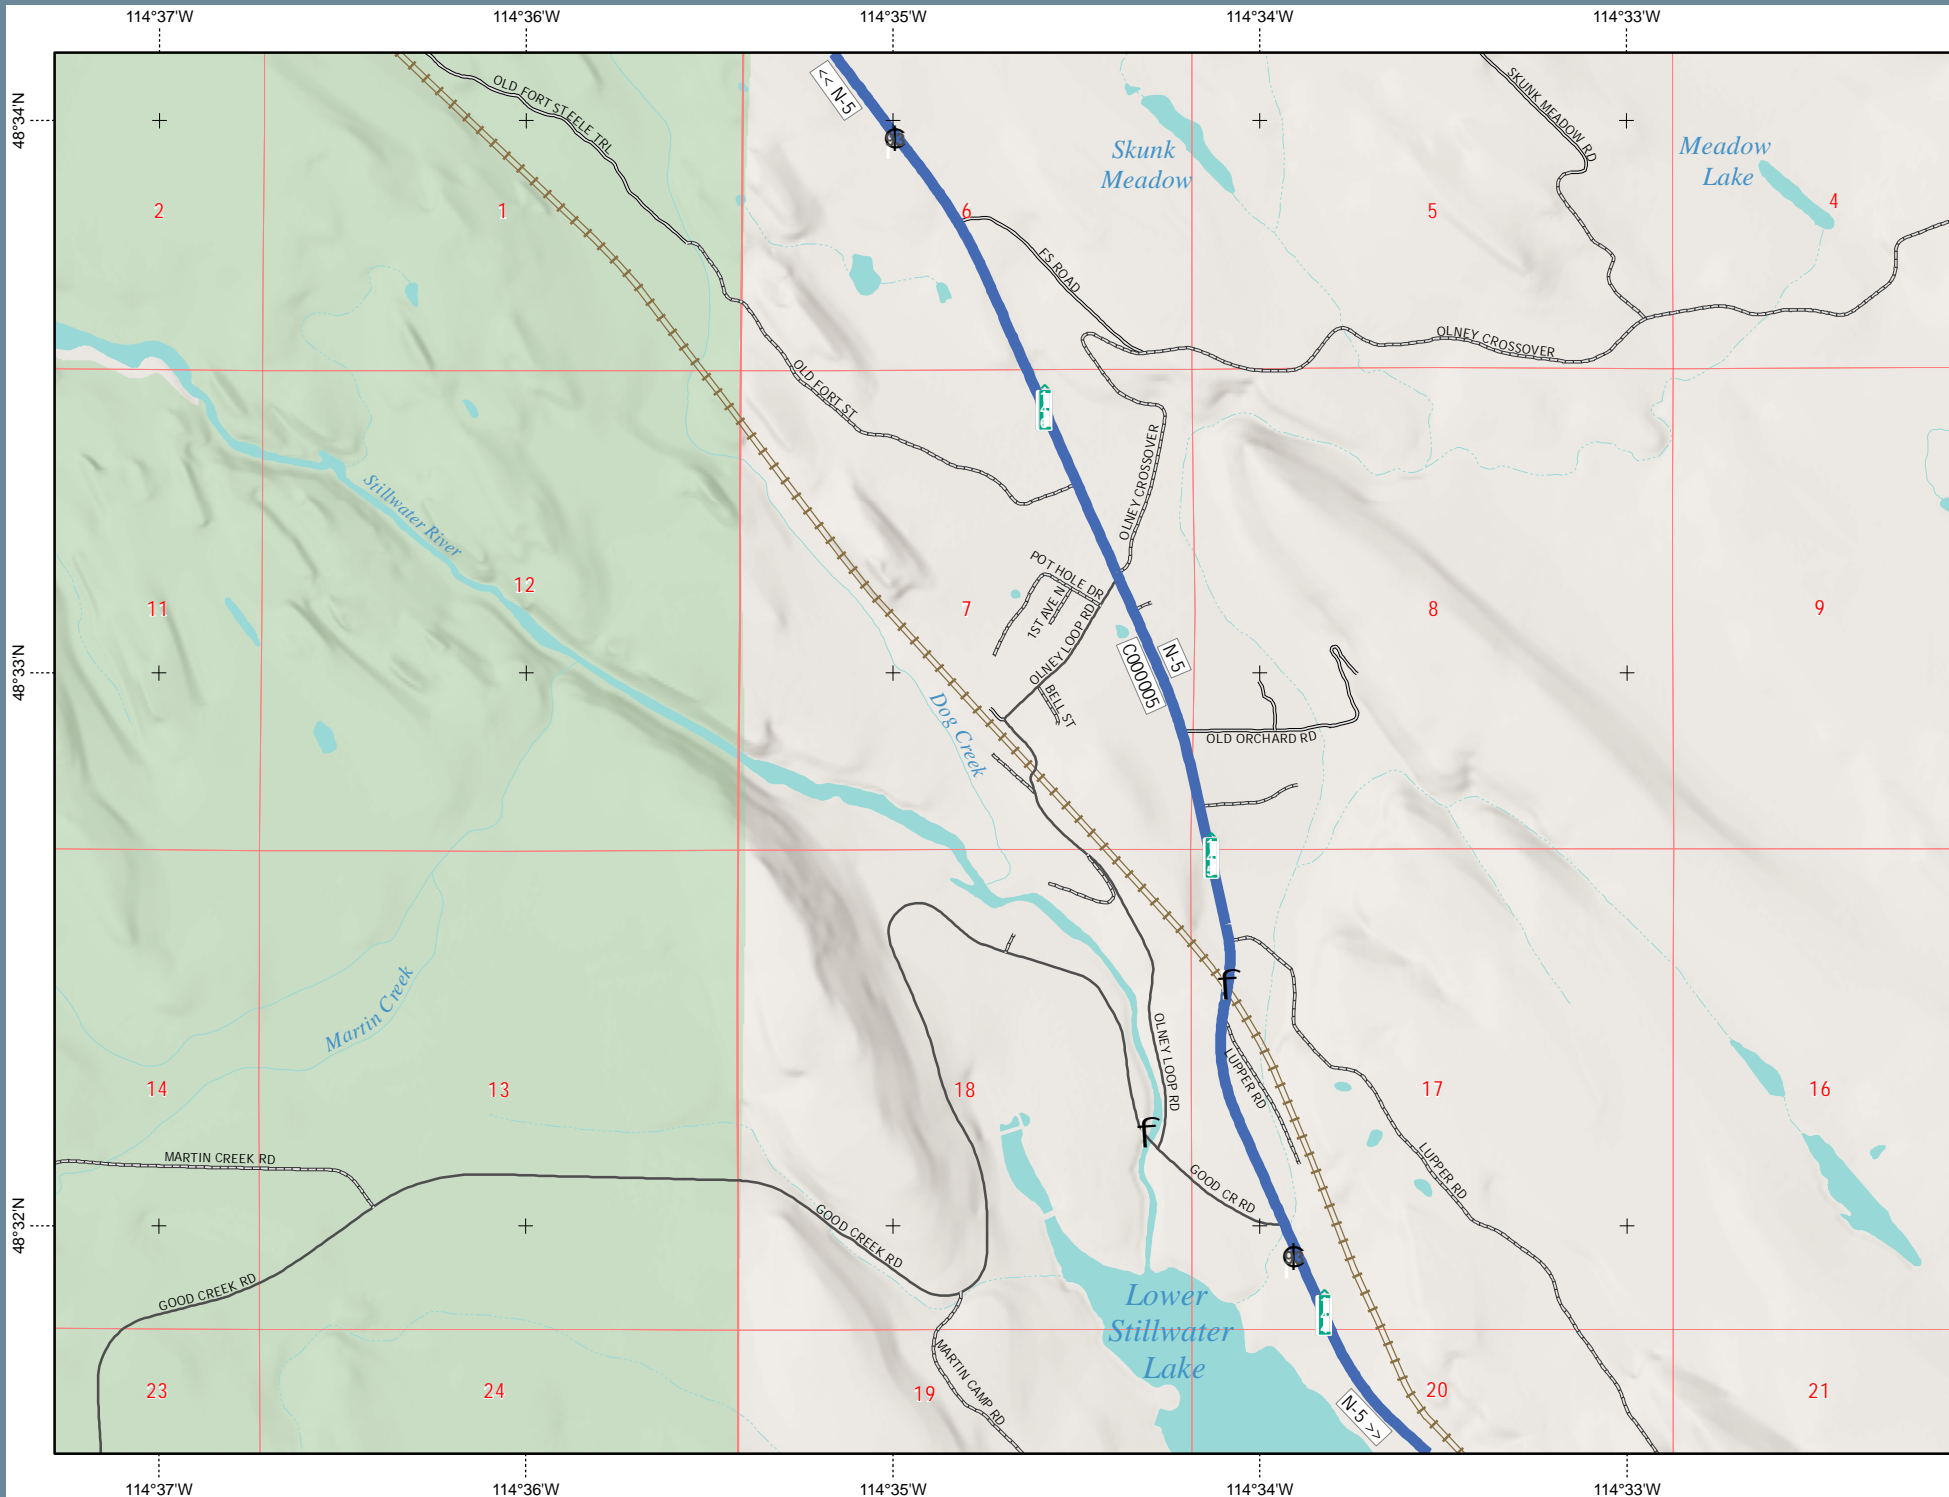 114°37'W
114°36'W
114°35'W
114°34'W
114°33'W
48°34'N
48°33'N
48°32'N
<< N-5
OLD FORT STEELE TRL
SKUNK MEADOW RD
Skunk
Meadow
Meadow
Lake
2
1
6
5
4
FS ROAD
OLNEY CROSSOVER
OLD FORT ST
OLNEY CROSSOVER
Stillwater River
POT HOLE DR
1ST AVE N
OLNEY LOOP RD
BELL ST
11
12
7
8
9
N-5
C000005
Dog Creek
OLD ORCHARD RD
Martin Creek
OLNEY LOOP RD
LUPPER RD
14
13
18
17
16
MARTIN CREEK RD
LUPPER RD
GOOD CR RD
GOOD CREEK RD
GOOD CREEK RD
Lower
Stillwater
Lake
MARTIN CAMP RD
23
24
19
20
21
N-5 >>
114°37'W
114°36'W
114°35'W
114°34'W
114°33'W